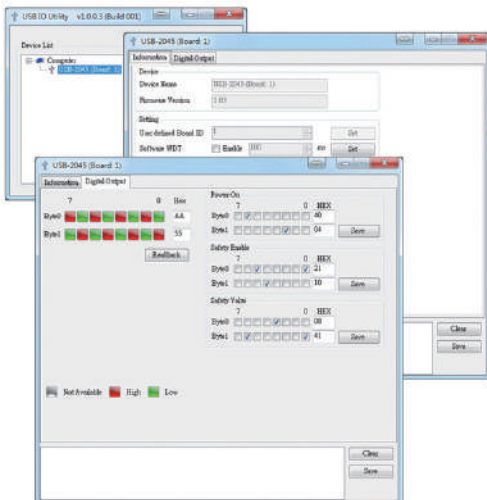 USB IO Utility v1.0.0.3 (Build 001)
Device List
Computer
USB-2045 (Board: 1)
USB-2045 (Board: 1)
Information Digital Output
Device
Device Name USB-2045 (Board: 1)
Firmware Version 1.03
Setting
User-defined Board ID 1 Set
Software WDT Enable 100 ms Set
Clear
Save
USB-2045 (Board: 1)
Information Digital Output
7 0 Hex
Byte0 AA
Byte1 55
Readback
Power-On
7 0 HEX
Byte0 40
Byte1 04 Save
Safety Enable
7 0 HEX
Byte0 21
Byte1 10 Save
Safety Value
7 0 HEX
Byte0 08
Byte1 41 Save
Not Available High Low
Clear
Save